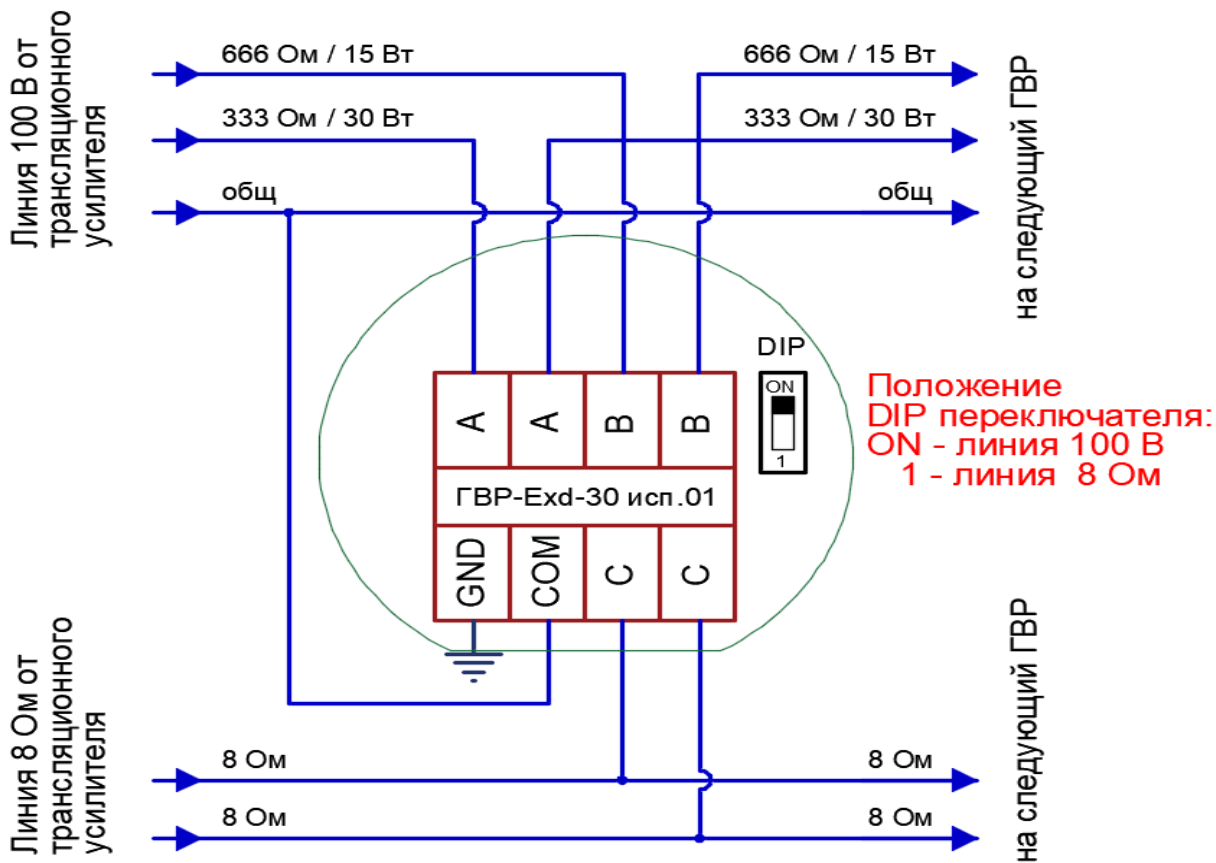 Линия 100 В от
трансляционного
усилителя
666 Ом / 15 Вт
333 Ом / 30 Вт
общ
666 Ом / 15 Вт
333 Ом / 30 Вт
общ
на следующий ГВР
DIP
ON
1
Положение
DIP переключателя:
ON - линия 100 В
1 - линия 8 Ом
A
A
B
B
ГВР-Exd-30 исп.01
GND
COM
C
C
Линия 8 Ом от
трансляционного
усилителя
8 Ом
8 Ом
8 Ом
8 Ом
на следующий ГВР